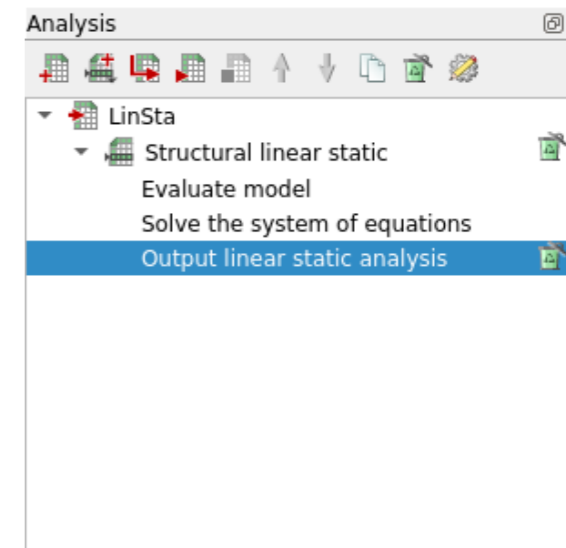 Analysis
LinSta
Structural linear static
Evaluate model
Solve the system of equations
Output linear static analysis